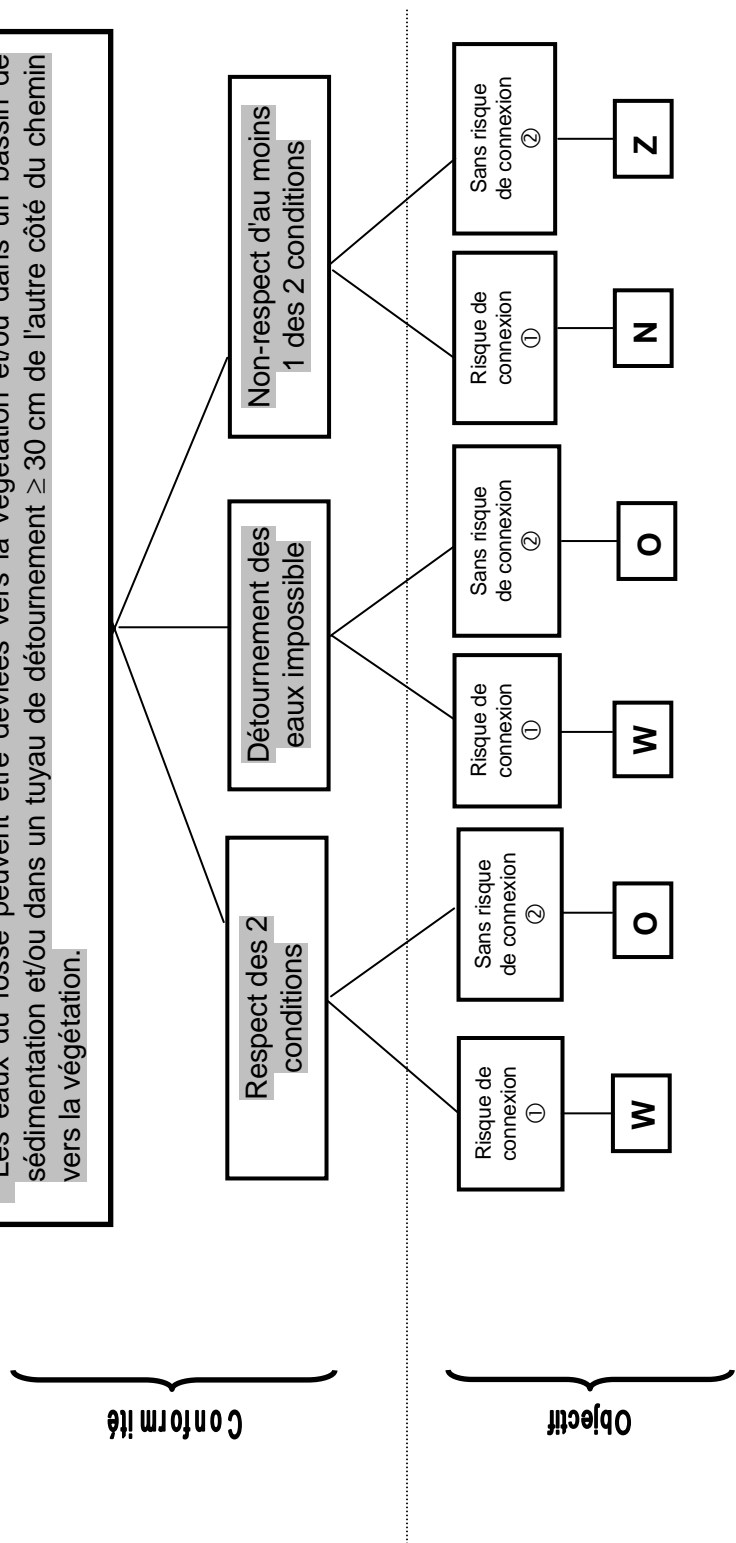 Les eaux du fossé peuvent être déviées vers la végétation et/ou dans un bassin de
sédimentation et/ou dans un tuyau de détournement ≥ 30 cm de l'autre côté du chemin
vers la végétation.
Conformité
Respect des 2
conditions
Détournement des
eaux impossible
Non-respect d'au moins
1 des 2 conditions
Objectif
Risque de
connexion
①
Sans risque
de connexion
②
Risque de
connexion
①
Sans risque
de connexion
②
Risque de
connexion
①
Sans risque
de connexion
②
W
O
W
O
N
Z